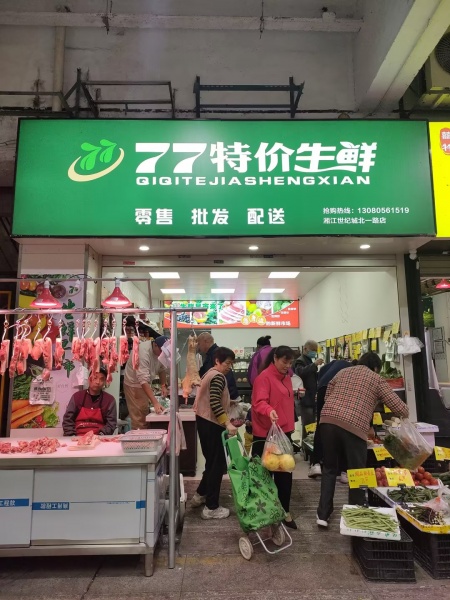 77特价生鲜
QIQITEJIASHENGXIAN
零售 批发 配送
抢购热线：13080561519
湘江世纪城北一路店